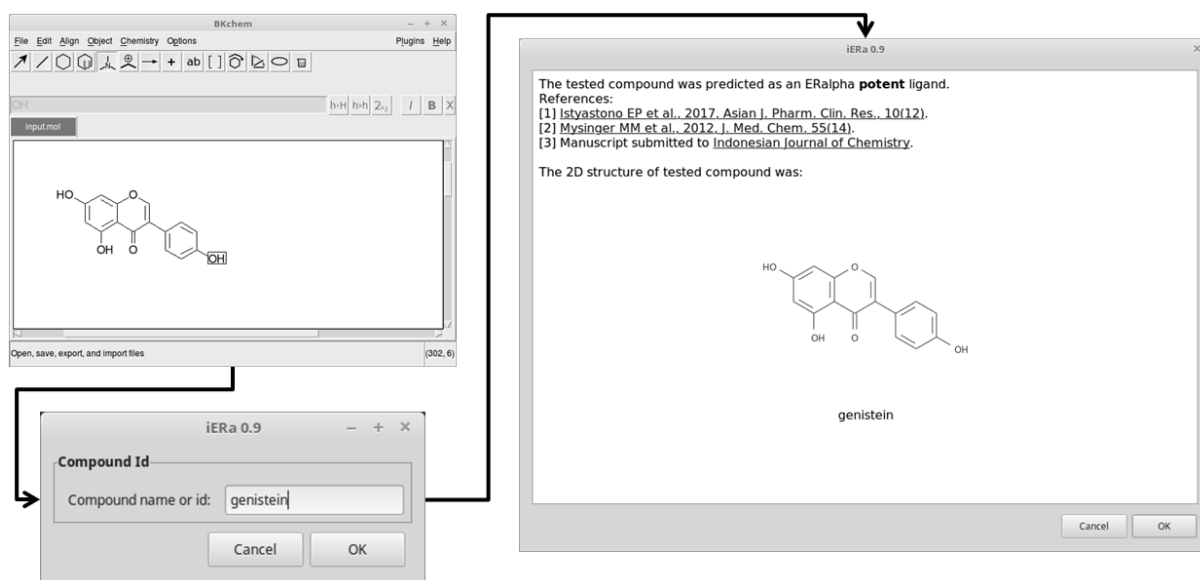 BKchem
File Edit Align Object Chemistry Options Plugins Help
ab [ ]
OH
I B X
input.mol
HO
O
OH
O
OH
Open, save, export, and import files
(302, 6)
iERa 0.9
Compound Id
Compound name or id: genistein
Cancel
OK
iERa 0.9
The tested compound was predicted as an ERalpha potent ligand.
References:
[1] Istyastono EP et al., 2017, Asian J. Pharm. Clin. Res., 10(12).
[2] Mysinger MM et al., 2012, J. Med. Chem. 55(14).
[3] Manuscript submitted to Indonesian Journal of Chemistry.
The 2D structure of tested compound was:
HO
O
OH
O
OH
genistein
Cancel
OK